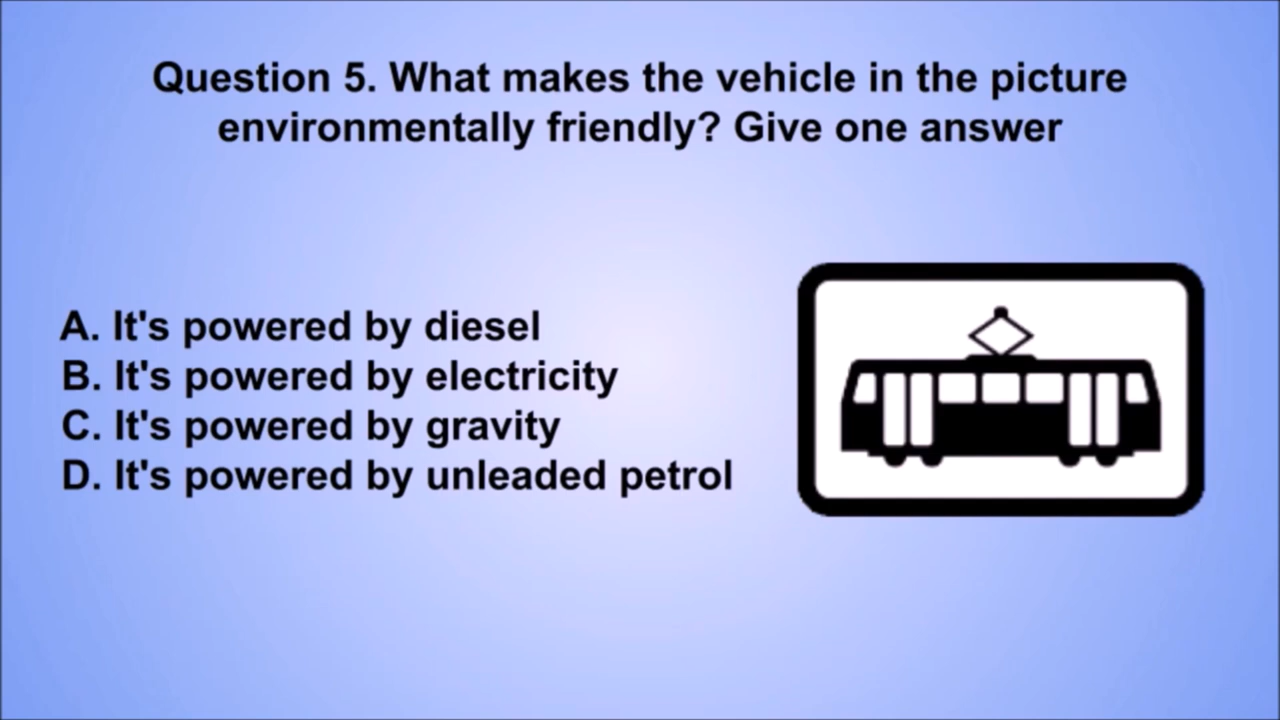 Question 5. What makes the vehicle in the picture
environmentally friendly? Give one answer
A. It's powered by diesel
B. It's powered by electricity
C. It's powered by gravity
D. It's powered by unleaded petrol